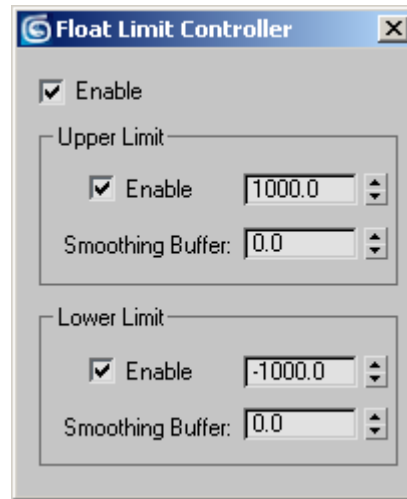 Float Limit Controller
Enable
Upper Limit
Enable 1000.0
Smoothing Buffer: 0.0
Lower Limit
Enable -1000.0
Smoothing Buffer: 0.0